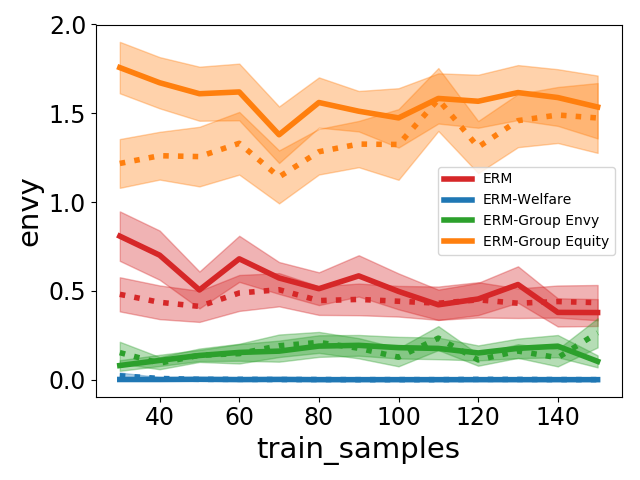 2.0
1.5
1.0
0.5
0.0
envy
ERM
ERM-Welfare
ERM-Group Envy
ERM-Group Equity
40 60 80 100 120 140
train_samples